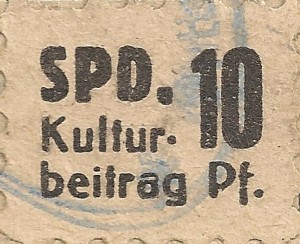 SPD. 10
Kultur-
beitrag Pf.